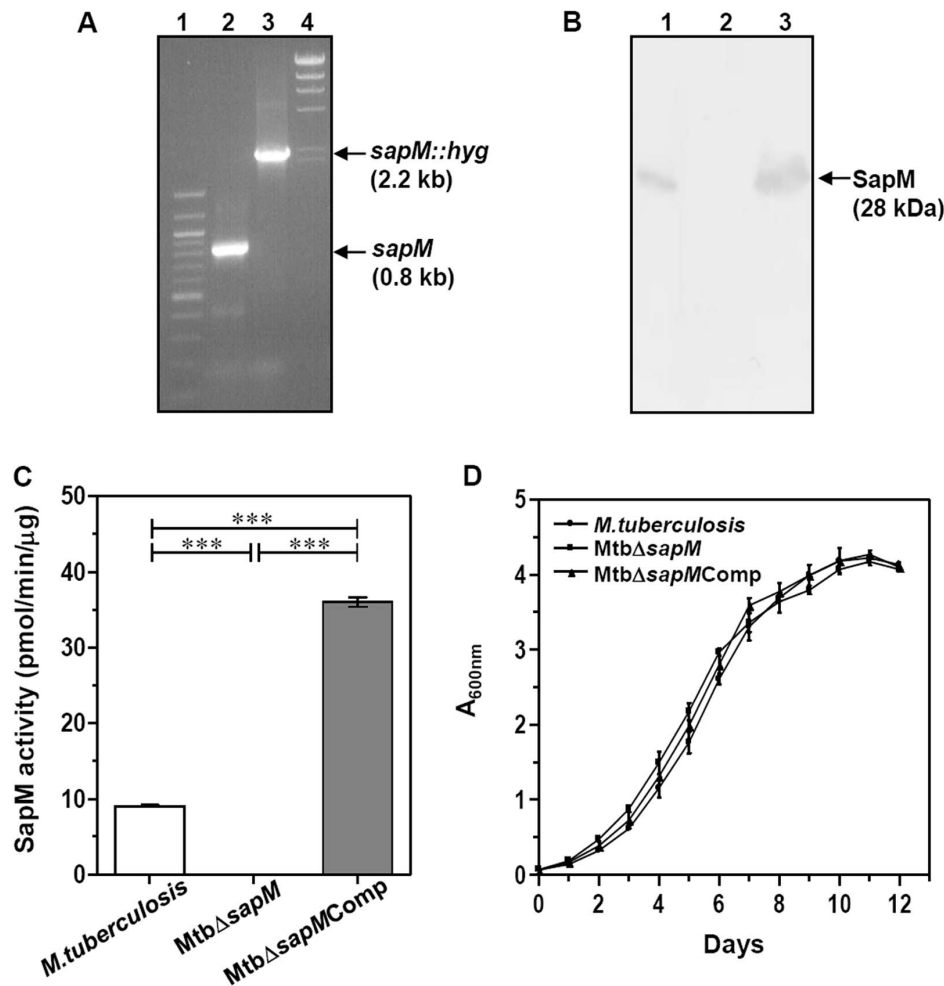 A
1 2 3 4
sapM::hyg
(2.2 kb)
sapM
(0.8 kb)
B
1 2 3
SapM
(28 kDa)
C
SapM activity (pmol/min/µg)
50
40
30
20
10
0
***
*** ***
M.tuberculosis
MtbΔsapM
MtbΔsapMComp
D
M.tuberculosis
MtbΔsapM
MtbΔsapMComp
A600nm
5
4
3
2
1
0
0 2 4 6 8 10 12
Days